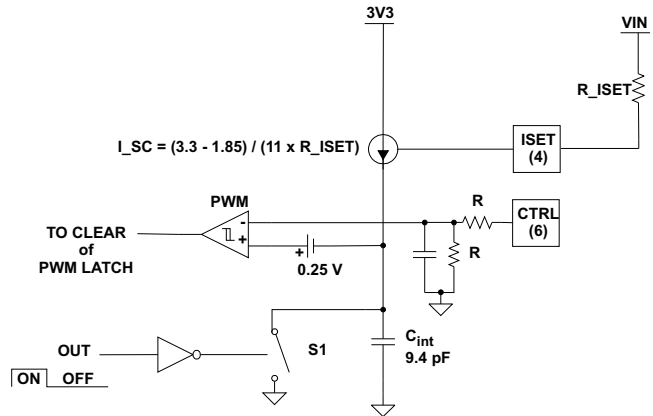 3V3
VIN
R_ISET
I_SC = (3.3 - 1.85) / (11 x R_ISET)
ISET
(4)
PWM
R
CTRL
(6)
-
+
TO CLEAR
of
PWM LATCH
+
0.25 V
R
OUT
S1
Cint
9.4 pF
ON OFF